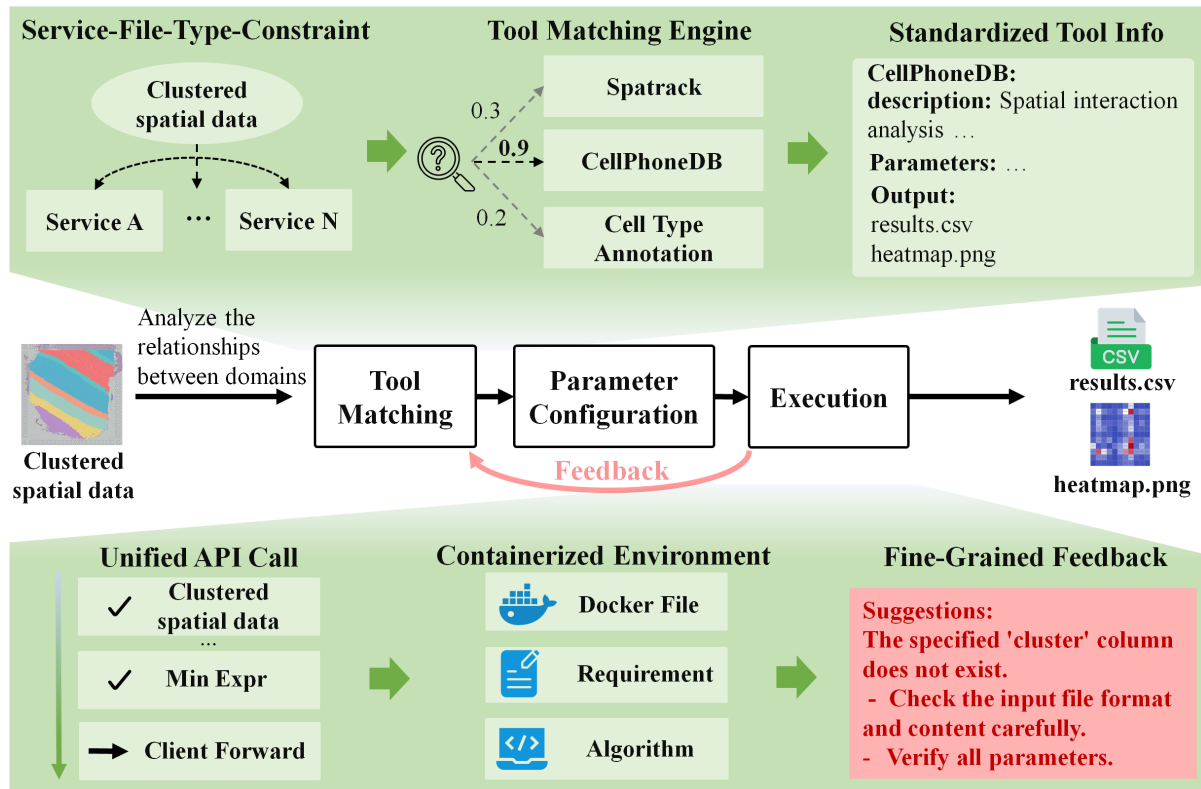 Service-File-Type-Constraint
Clustered
spatial data
Service A
...
Service N
Tool Matching Engine
0.3
0.9
0.2
?
Spatrack
CellPhoneDB
Cell Type
Annotation
Standardized Tool Info
CellPhoneDB:
description: Spatial interaction
analysis ...
Parameters: ...
Output:
results.csv
heatmap.png
Analyze the
relationships
between domains
Clustered
spatial data
Tool
Matching
Parameter
Configuration
Execution
Feedback
CSV
results.csv
heatmap.png
Unified API Call
Clustered
spatial data
...
Min Expr
Client Forward
Containerized Environment
Docker File
Requirement
</>
Algorithm
Fine-Grained Feedback
Suggestions:
The specified 'cluster' column
does not exist.
- Check the input file format
and content carefully.
- Verify all parameters.